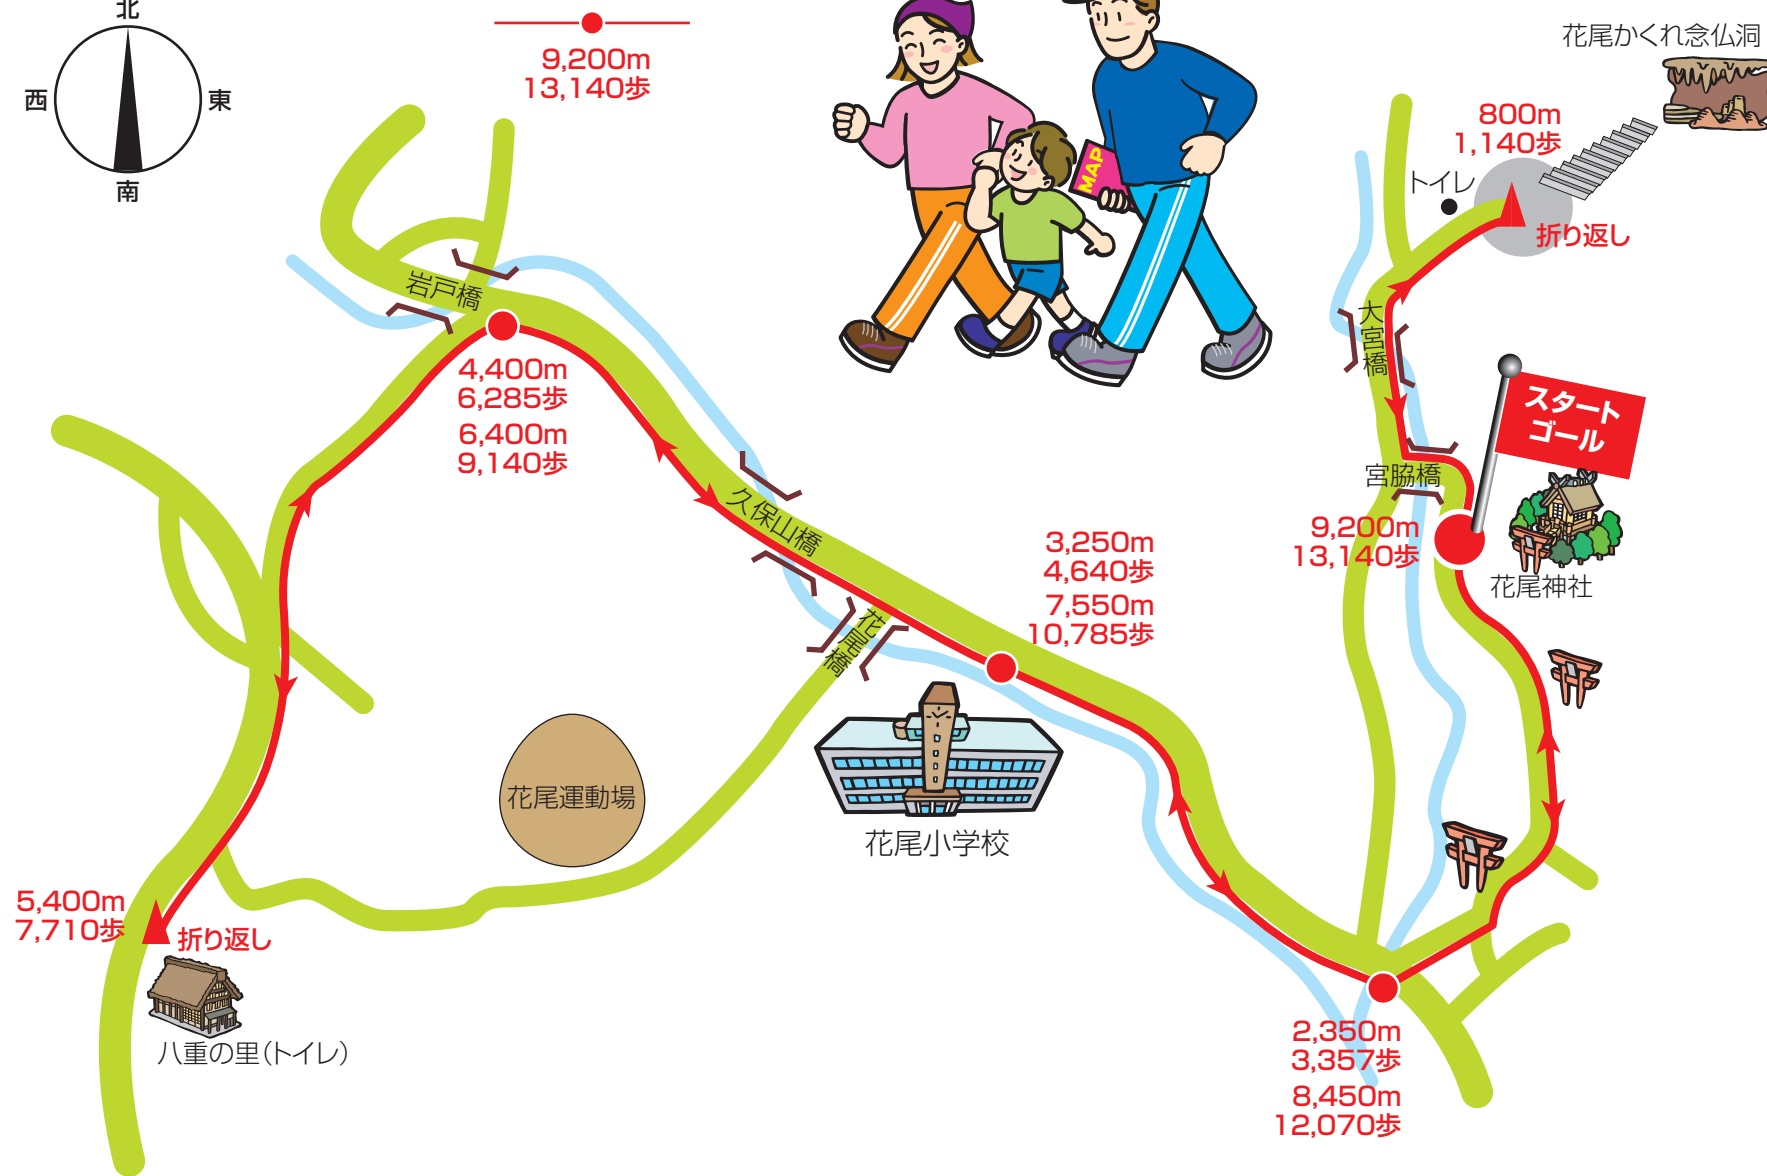 北
西
東
南
9,200m
13,140歩
MAP
花尾かくれ念仏洞
800m
1,140歩
トイレ
折り返し
岩戸橋
大宮橋
スタート
ゴール
4,400m
6,285歩
6,400m
9,140歩
宮脇橋
久保山橋
9,200m
13,140歩
花尾神社
3,250m
4,640歩
7,550m
10,785歩
花尾橋
花尾運動場
花尾小学校
5,400m
7,710歩
折り返し
八重の里(トイレ)
2,350m
3,357歩
8,450m
12,070歩